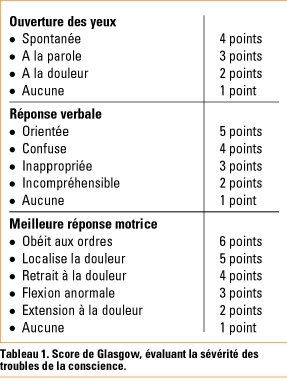 Ouverture des yeux
• Spontanée 4 points
• A la parole 3 points
• A la douleur 2 points
• Aucune 1 point
Réponse verbale
• Orientée 5 points
• Confuse 4 points
• Inappropriée 3 points
• Incompréhensible 2 points
• Aucune 1 point
Meilleure réponse motrice
• Obéit aux ordres 6 points
• Localise la douleur 5 points
• Retrait à la douleur 4 points
• Flexion anormale 3 points
• Extension à la douleur 2 points
• Aucune 1 point
Tableau 1. Score de Glasgow, évaluant la sévérité des
troubles de la conscience.